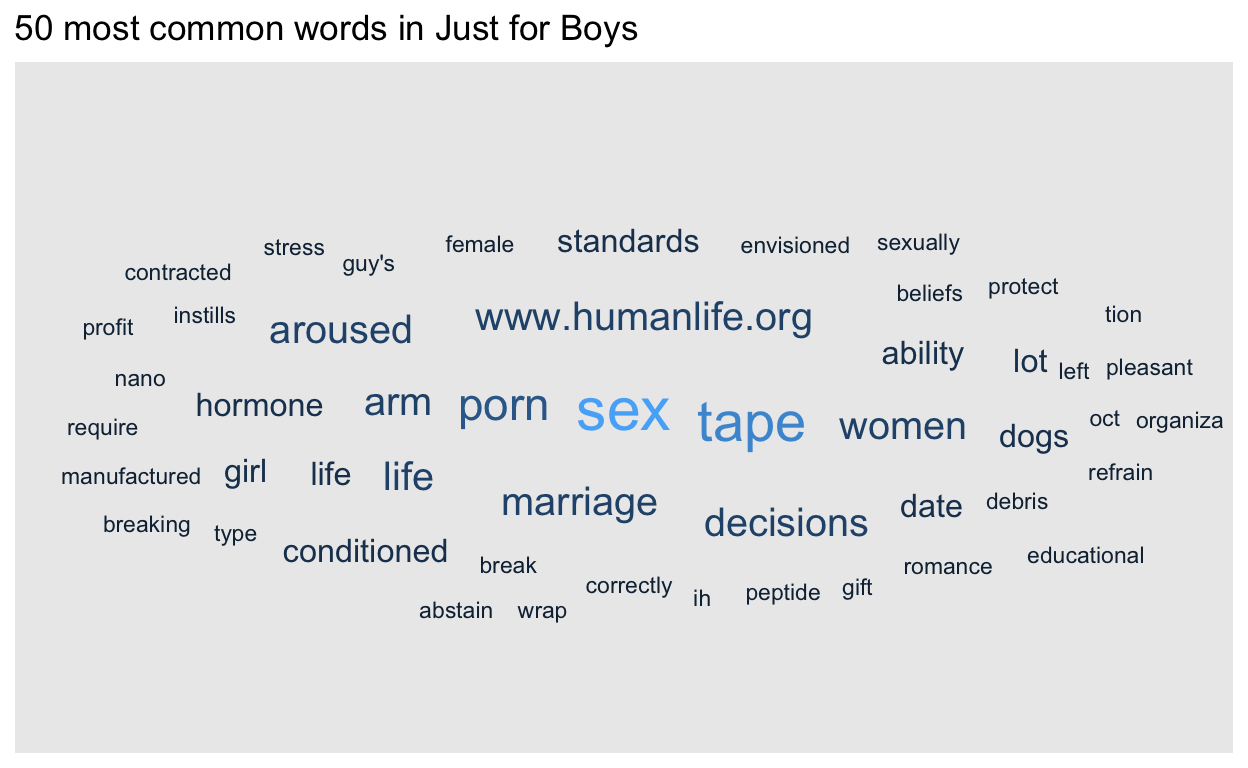 50 most common words in Just for Boys
stress guy's female standards envisioned sexually
contracted beliefs protect
profit instills aroused www.humanlife.org tion
nano ability lot left pleasant
require hormone arm porn sex tape women dogs oct organiza
manufactured girl life life refrain
breaking type marriage decisions date debris
conditioned break romance educational
abstain wrap correctly ih peptide gift